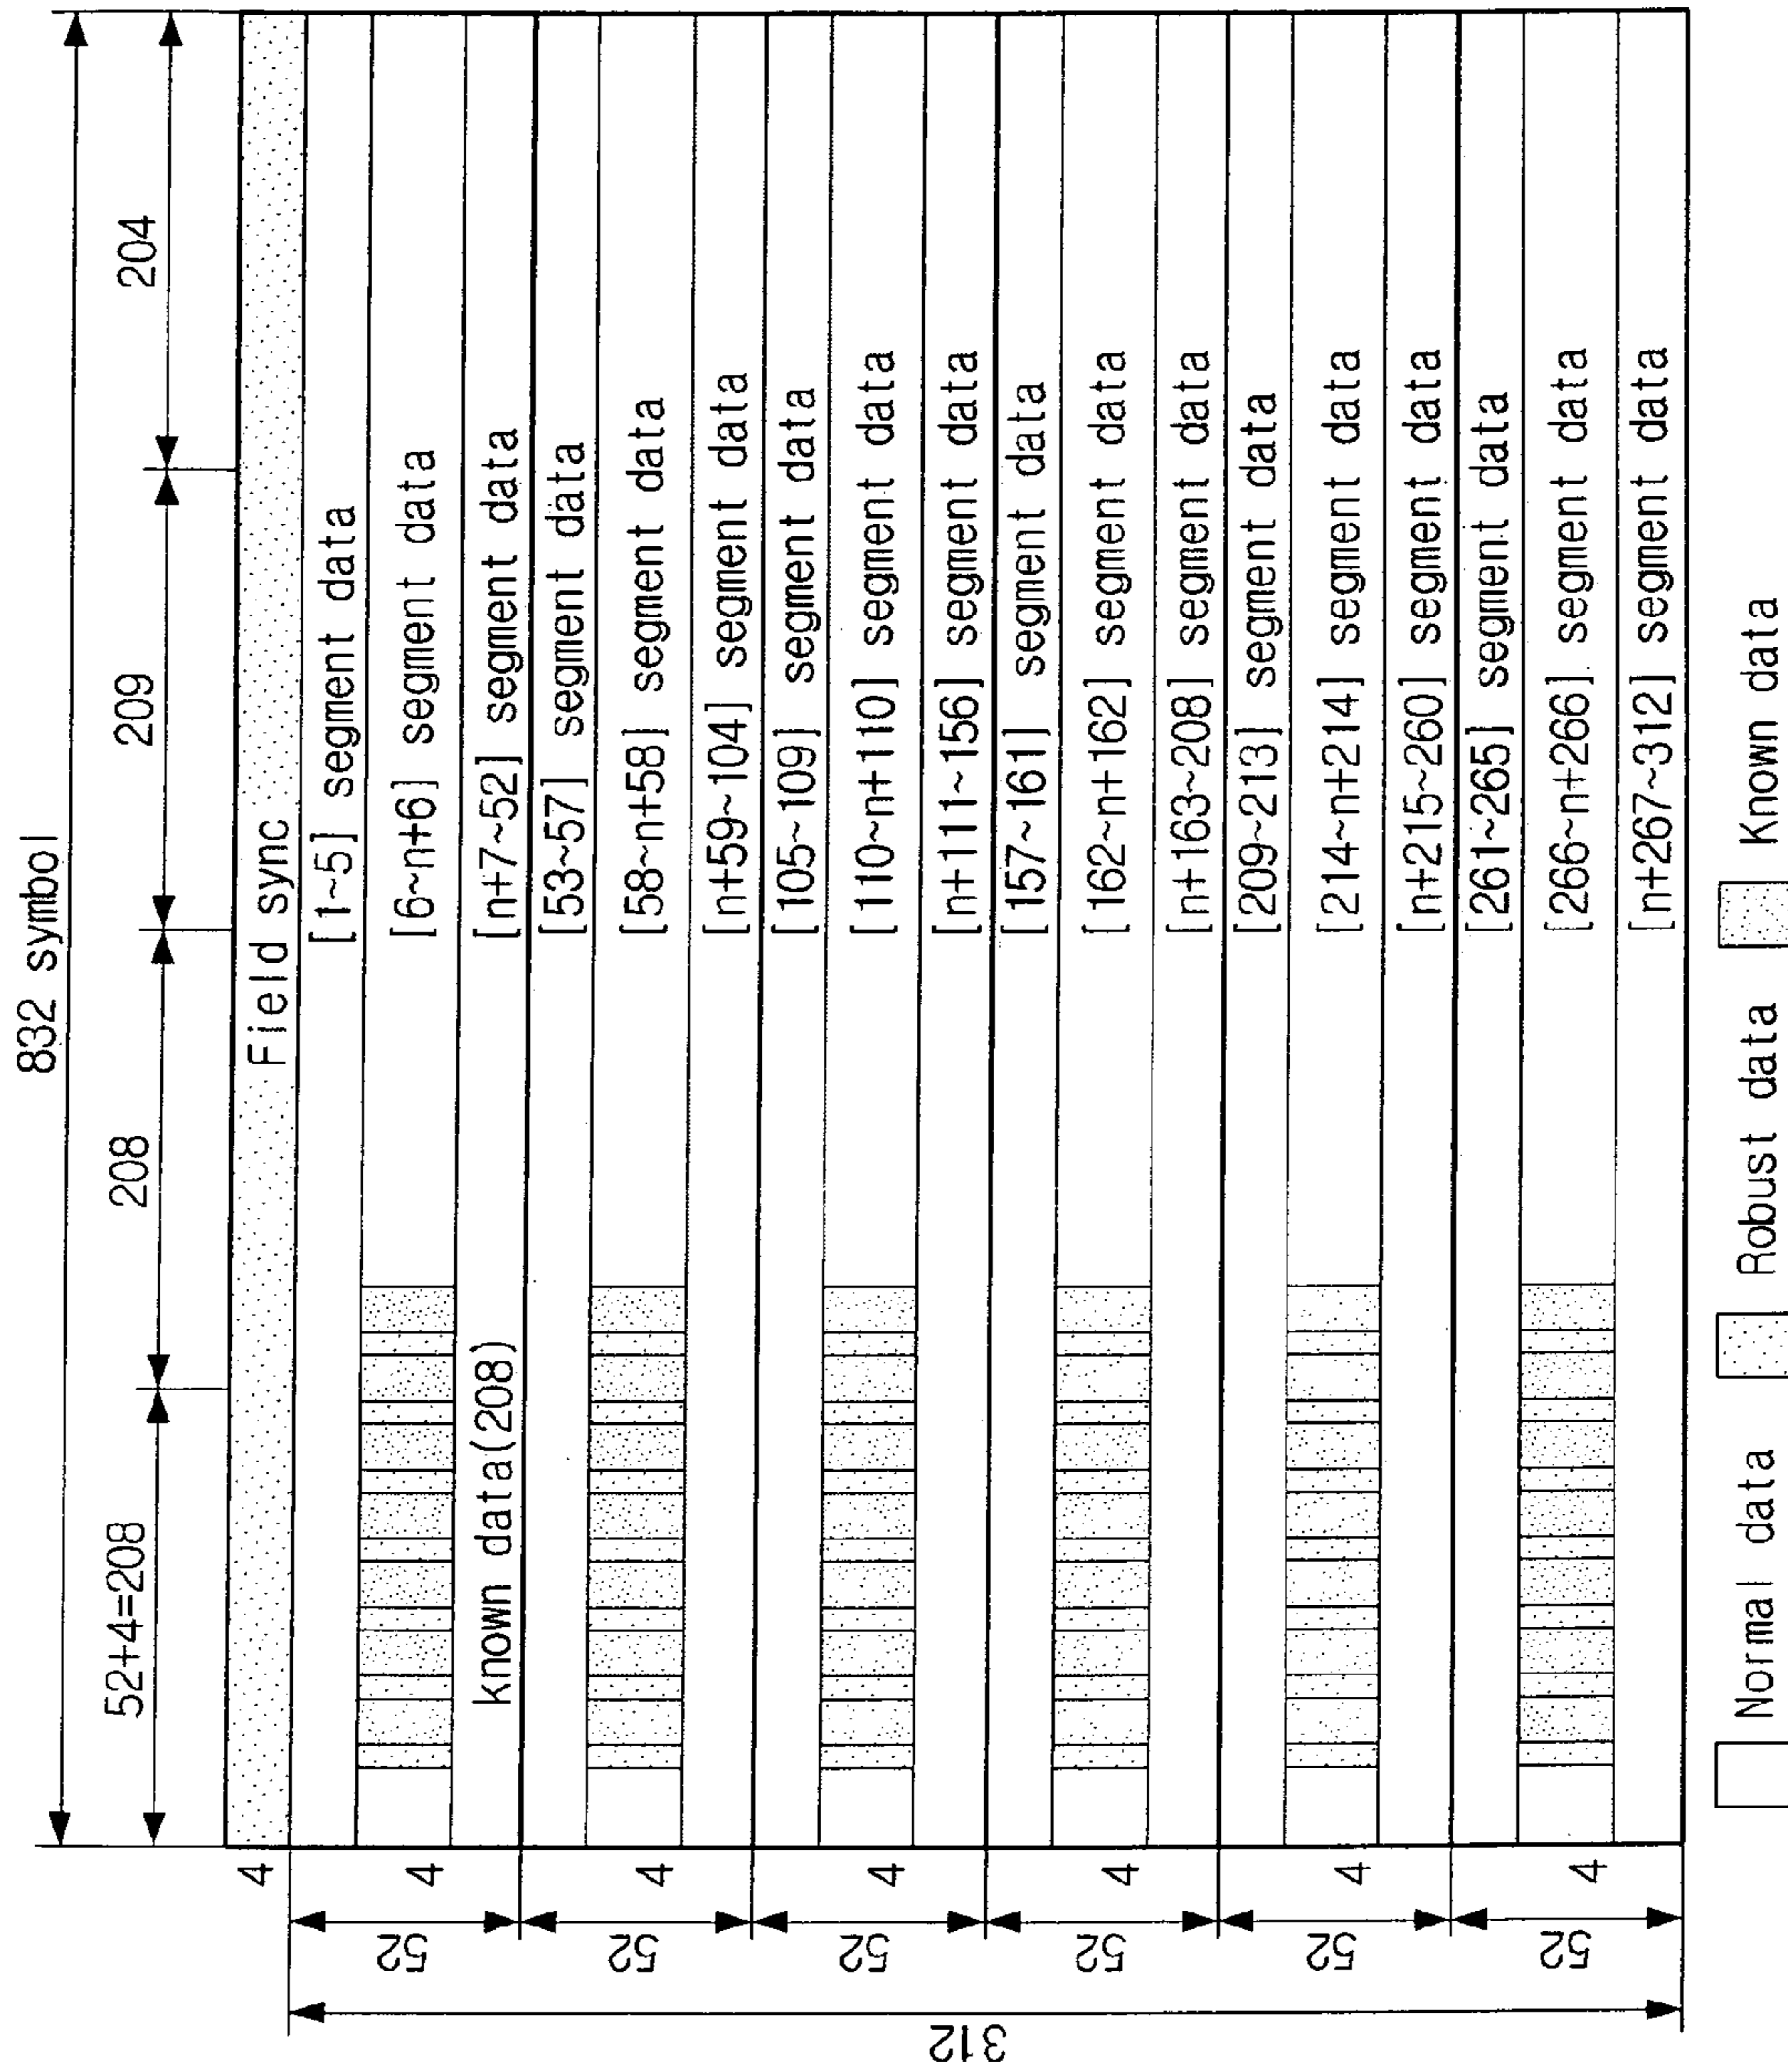 832 symbol
52+4=208
208
209
204
4
Field sync
[1~5] segment data
[6~n+6] segment data
[n+7~52] segment data
known data(208)
52
4
[53~57] segment data
[58~n+58] segment data
[n+59~104] segment data
52
4
[105~109] segment data
[110~n+110] segment data
[n+111~156] segment data
52
4
[157~161] segment data
[162~n+162] segment data
[n+163~208] segment data
52
4
[209~213] segment data
[214~n+214] segment data
[n+215~260] segment data
52
4
[261~265] segment data
[266~n+266] segment data
[n+267~312] segment data
52
4
312
Normal data
Robust data
Known data